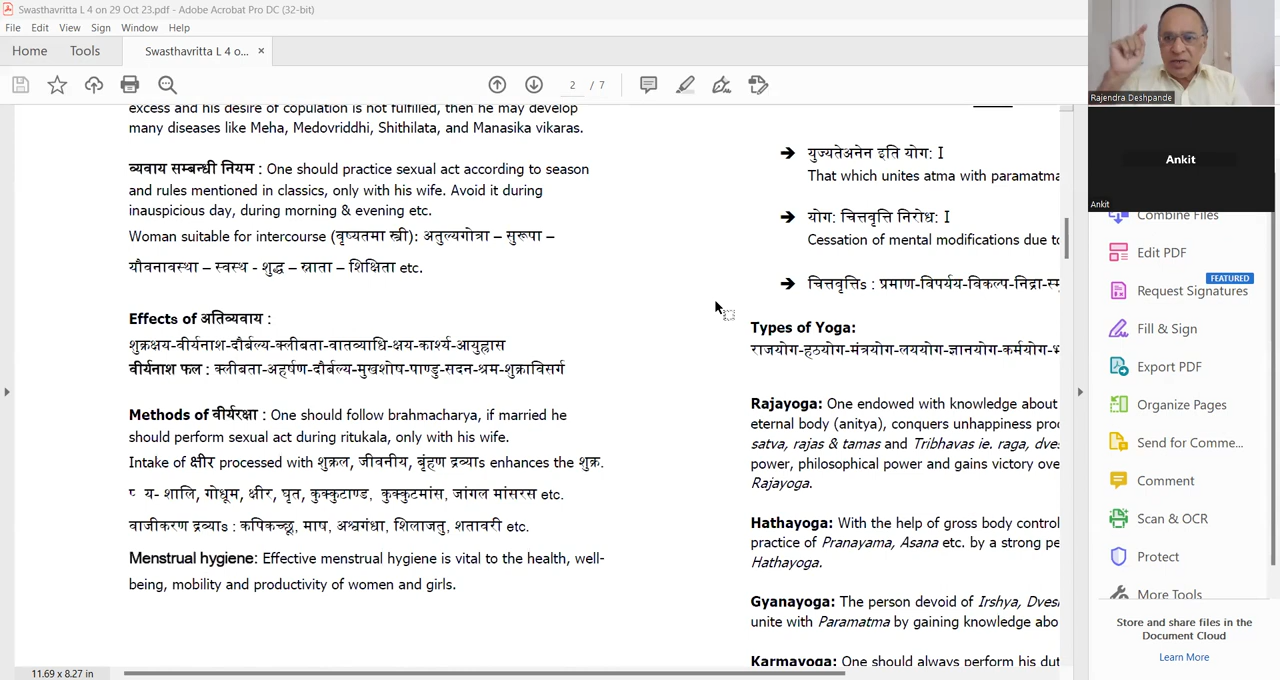 Swasthavritta L 4 on 29 Oct 23.pdf - Adobe Acrobat Pro DC (32-bit)
File Edit View Sign Window Help
Home Tools Swasthavritta L 4 o... ×
2 / 7
excess and his desire of copulation is not fulfilled, then he may develop
many diseases like Meha, Medovriddhi, Shithilata, and Manasika vikaras.
व्यवाय सम्बन्धी नियम : One should practice sexual act according to season
and rules mentioned in classics, only with his wife. Avoid it during
inauspicious day, during morning & evening etc.
Woman suitable for intercourse (वृष्यतमा स्त्री): अतुल्यगोत्रा – सुरूपा –
यौवनावस्था – स्वस्थ - शुद्ध – स्नाता – शिक्षिता etc.
Effects of अतिव्यवाय :
शुक्रक्षय-वीर्यनाश-दौर्बल्य-क्लीबता-वातव्याधि-क्षय-कार्श्य-आयुह्रास
वीर्यनाश फल : क्लीबता-अहर्षण-दौर्बल्य-मुखशोष-पाण्डु-सदन-श्रम-शुक्राविसर्ग
Methods of वीर्यरक्षा : One should follow brahmacharya, if married he
should perform sexual act during ritukala, only with his wife.
Intake of क्षीर processed with शुक्रल, जीवनीय, बृंहण द्रव्याs enhances the शुक्र.
य- शालि, गोधूम, क्षीर, घृत, कुक्कुटाण्ड, कुक्कुटमांस, जांगल मांसरस etc.
वाजीकरण द्रव्याs : कपिकच्छू, माष, अश्वगंधा, शिलाजतु, शतावरी etc.
Menstrual hygiene: Effective menstrual hygiene is vital to the health, well-
being, mobility and productivity of women and girls.
➔ युज्यतेअनेन इति योग: I
That which unites atma with paramatma
➔ योग: चित्तवृत्ति निरोध: I
Cessation of mental modifications due to
➔ चित्तवृत्तिs : प्रमाण-विपर्यय-विकल्प-निद्रा-स्मृ
Types of Yoga:
राजयोग-हठयोग-मंत्रयोग-लययोग-ज्ञानयोग-कर्मयोग-भ
Rajayoga: One endowed with knowledge about
eternal body (anitya), conquers unhappiness pro
satva, rajas & tamas and Tribhavas ie. raga, dves
power, philosophical power and gains victory ove
Rajayoga.
Hathayoga: With the help of gross body control
practice of Pranayama, Asana etc. by a strong pe
Hathayoga.
Gyanayoga: The person devoid of Irshya, Dves
unite with Paramatma by gaining knowledge abo
Karmayoga: One should always perform his dut
11.69 x 8.27 in
Rajendra Deshpande
Ankit
Ankit
Combine Files
Edit PDF
FEATURED
Request Signatures
Fill & Sign
Export PDF
Organize Pages
Send for Comme...
Comment
Scan & OCR
Protect
More Tools
Store and share files in the
Document Cloud
Learn More